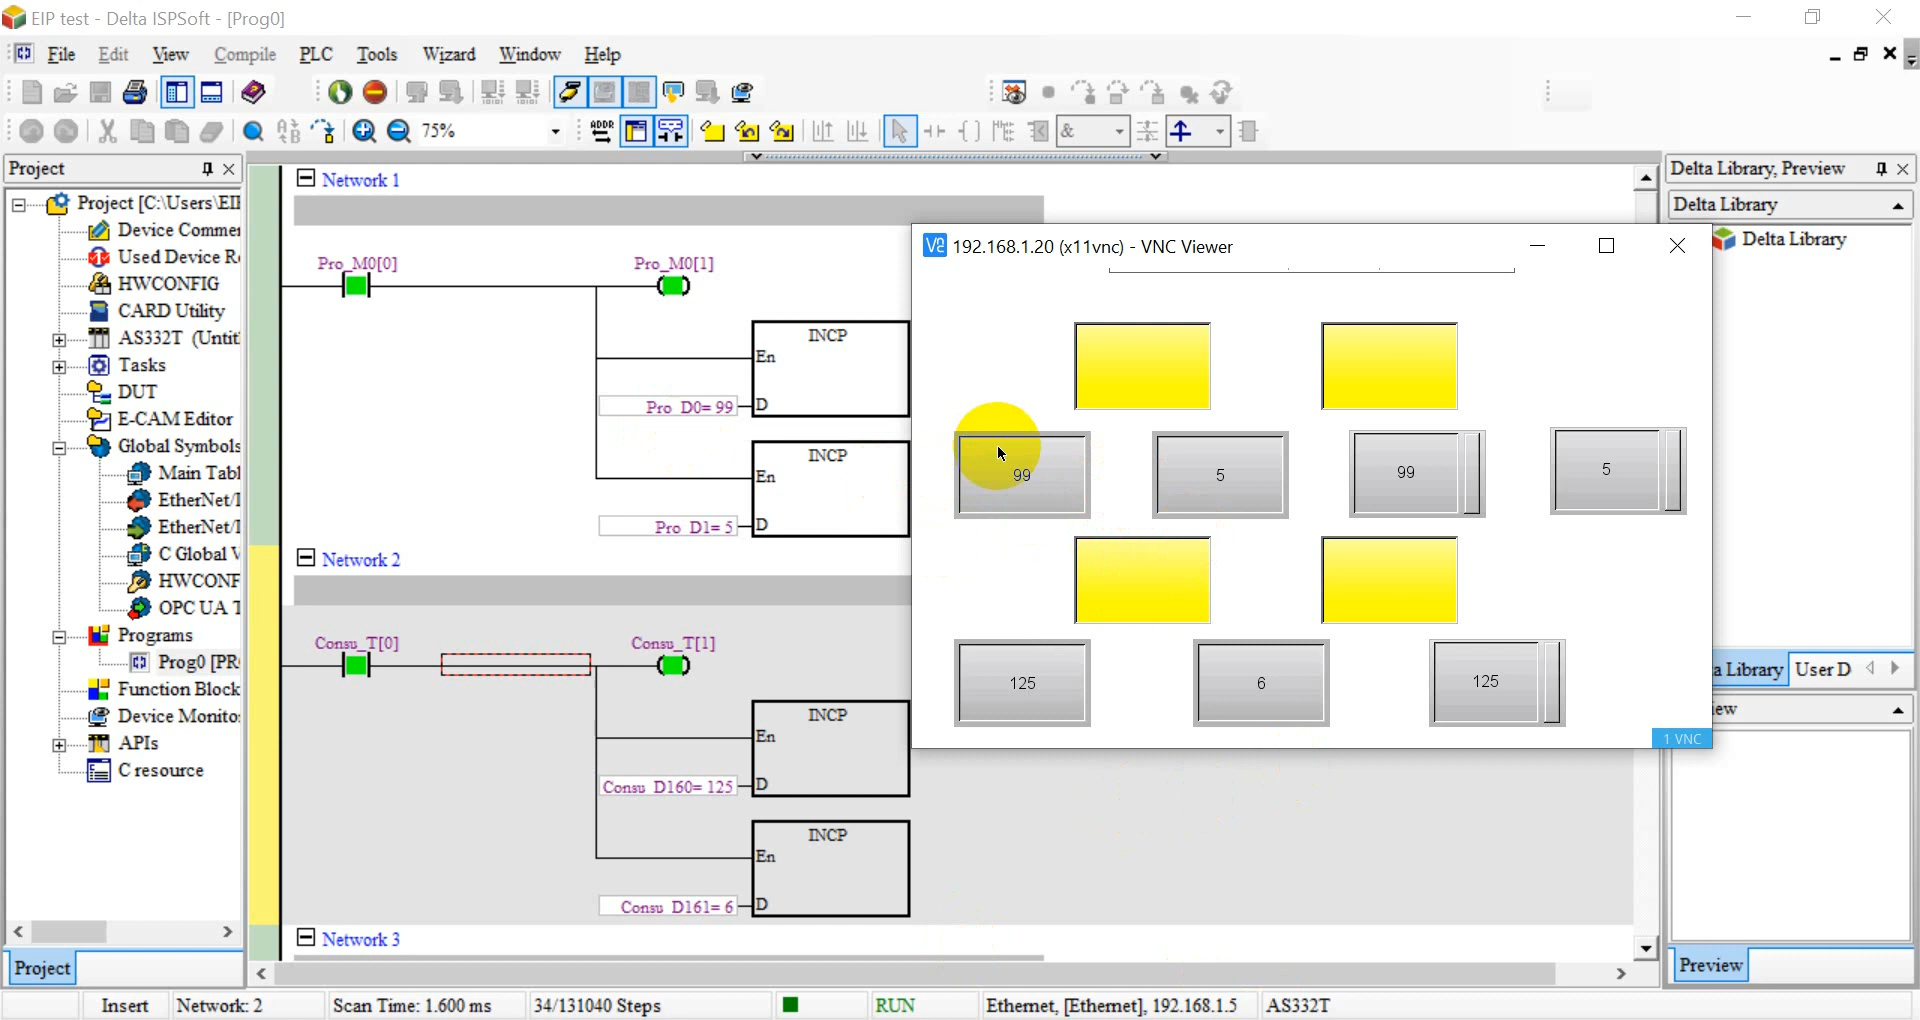 EIP test - Delta ISPSoft - [Prog0]
File Edit View Compile PLC Tools Wizard Window Help
75%
ADDR
&
Project
Project [C:\Users\EII
Device Commer
Used Device R
HWCONFIG
CARD Utility
AS332T (Untit
Tasks
DUT
E-CAM Editor
Global Symbols
Main Tabl
EtherNet/I
EtherNet/I
C Global V
HWCONF
OPC UA T
Programs
Prog0 [PR
Function Block
Device Monito
APIs
C resource
Project
Network 1
Pro_M0[0]
Pro_M0[1]
INCP
En
Pro_D0= 99
D
INCP
En
Pro_D1= 5
D
Network 2
Consu_T[0]
Consu_T[1]
INCP
En
Consu_D160= 125
D
INCP
En
Consu_D161= 6
D
Network 3
192.168.1.20 (x11vnc) - VNC Viewer
99
5
99
5
125
6
125
1 VNC
Delta Library, Preview
Delta Library
Delta Library
a Library
User D
iew
Preview
Insert
Network: 2
Scan Time: 1.600 ms
34/131040 Steps
RUN
Ethernet, [Ethernet], 192.168.1.5
AS332T